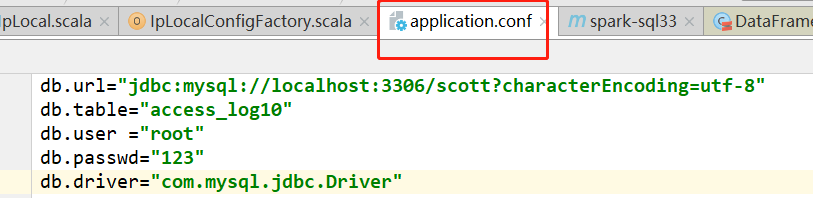 IpLocal.scala IpLocalConfigFactory.scala application.conf spark-sql33 DataFrame
db.url="jdbc:mysql://localhost:3306/scott?characterEncoding=utf-8"
db.table="access_log10"
db.user ="root"
db.passwd="123"
db.driver="com.mysql.jdbc.Driver"